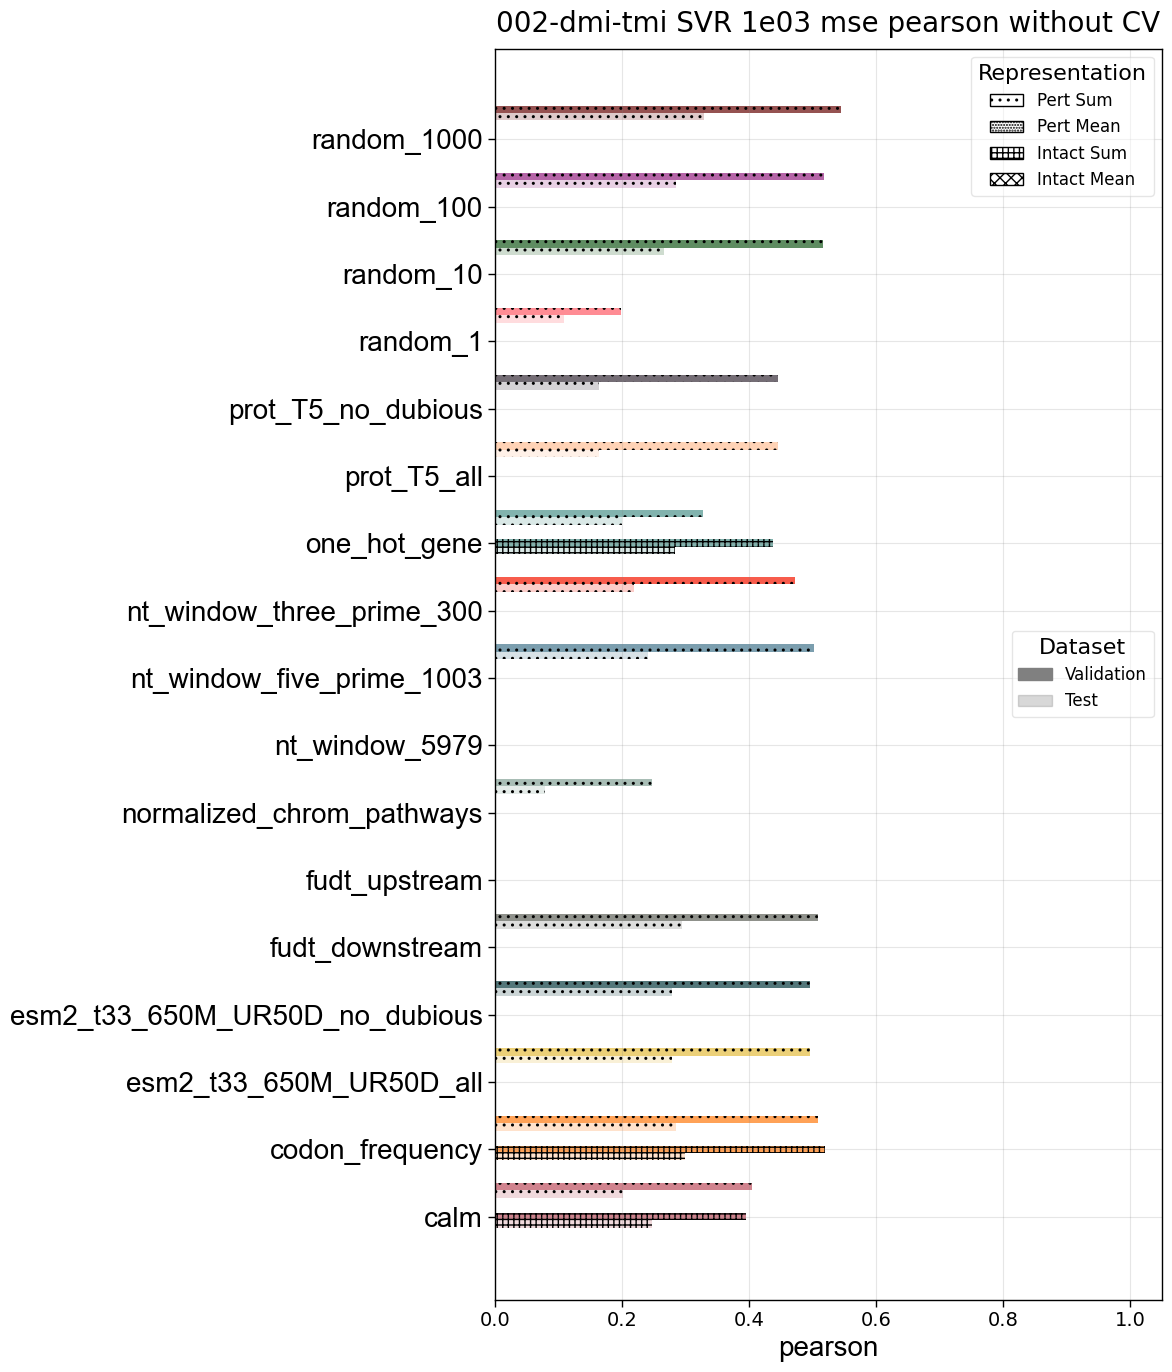 002-dmi-tmi SVR 1e03 mse pearson without CV
Representation
Pert Sum
Pert Mean
Intact Sum
Intact Mean
random_1000
random_100
random_10
random_1
prot_T5_no_dubious
prot_T5_all
one_hot_gene
nt_window_three_prime_300
Dataset
Validation
Test
nt_window_five_prime_1003
nt_window_5979
normalized_chrom_pathways
fudt_upstream
fudt_downstream
esm2_t33_650M_UR50D_no_dubious
esm2_t33_650M_UR50D_all
codon_frequency
calm
0.0 0.2 0.4 0.6 0.8 1.0
pearson